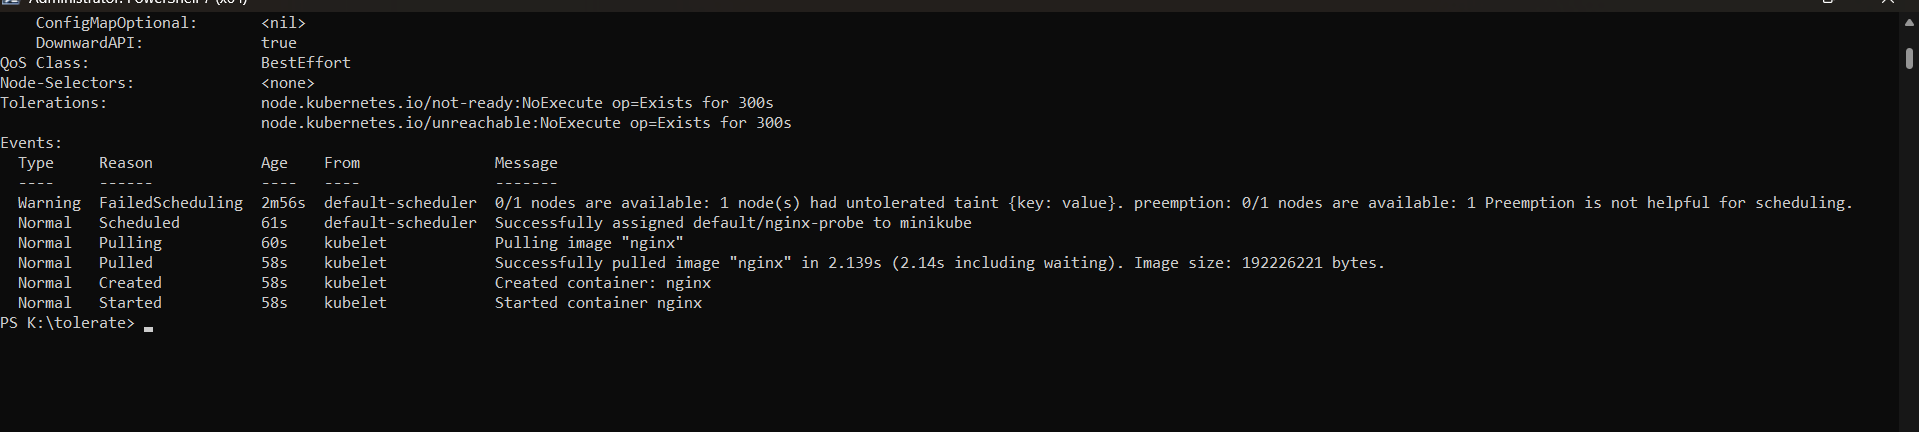 Administrator: PowerShell 7 (x64)
ConfigMapOptional: <nil>
DownwardAPI: true
QoS Class: BestEffort
Node-Selectors: <none>
Tolerations: node.kubernetes.io/not-ready:NoExecute op=Exists for 300s
node.kubernetes.io/unreachable:NoExecute op=Exists for 300s
Events:
Type Reason Age From Message
---- ------ ---- ---- -------
Warning FailedScheduling 2m56s default-scheduler 0/1 nodes are available: 1 node(s) had untolerated taint {key: value}. preemption: 0/1 nodes are available: 1 Preemption is not helpful for scheduling.
Normal Scheduled 61s default-scheduler Successfully assigned default/nginx-probe to minikube
Normal Pulling 60s kubelet Pulling image "nginx"
Normal Pulled 58s kubelet Successfully pulled image "nginx" in 2.139s (2.14s including waiting). Image size: 192226221 bytes.
Normal Created 58s kubelet Created container: nginx
Normal Started 58s kubelet Started container nginx
PS K:\tolerate>